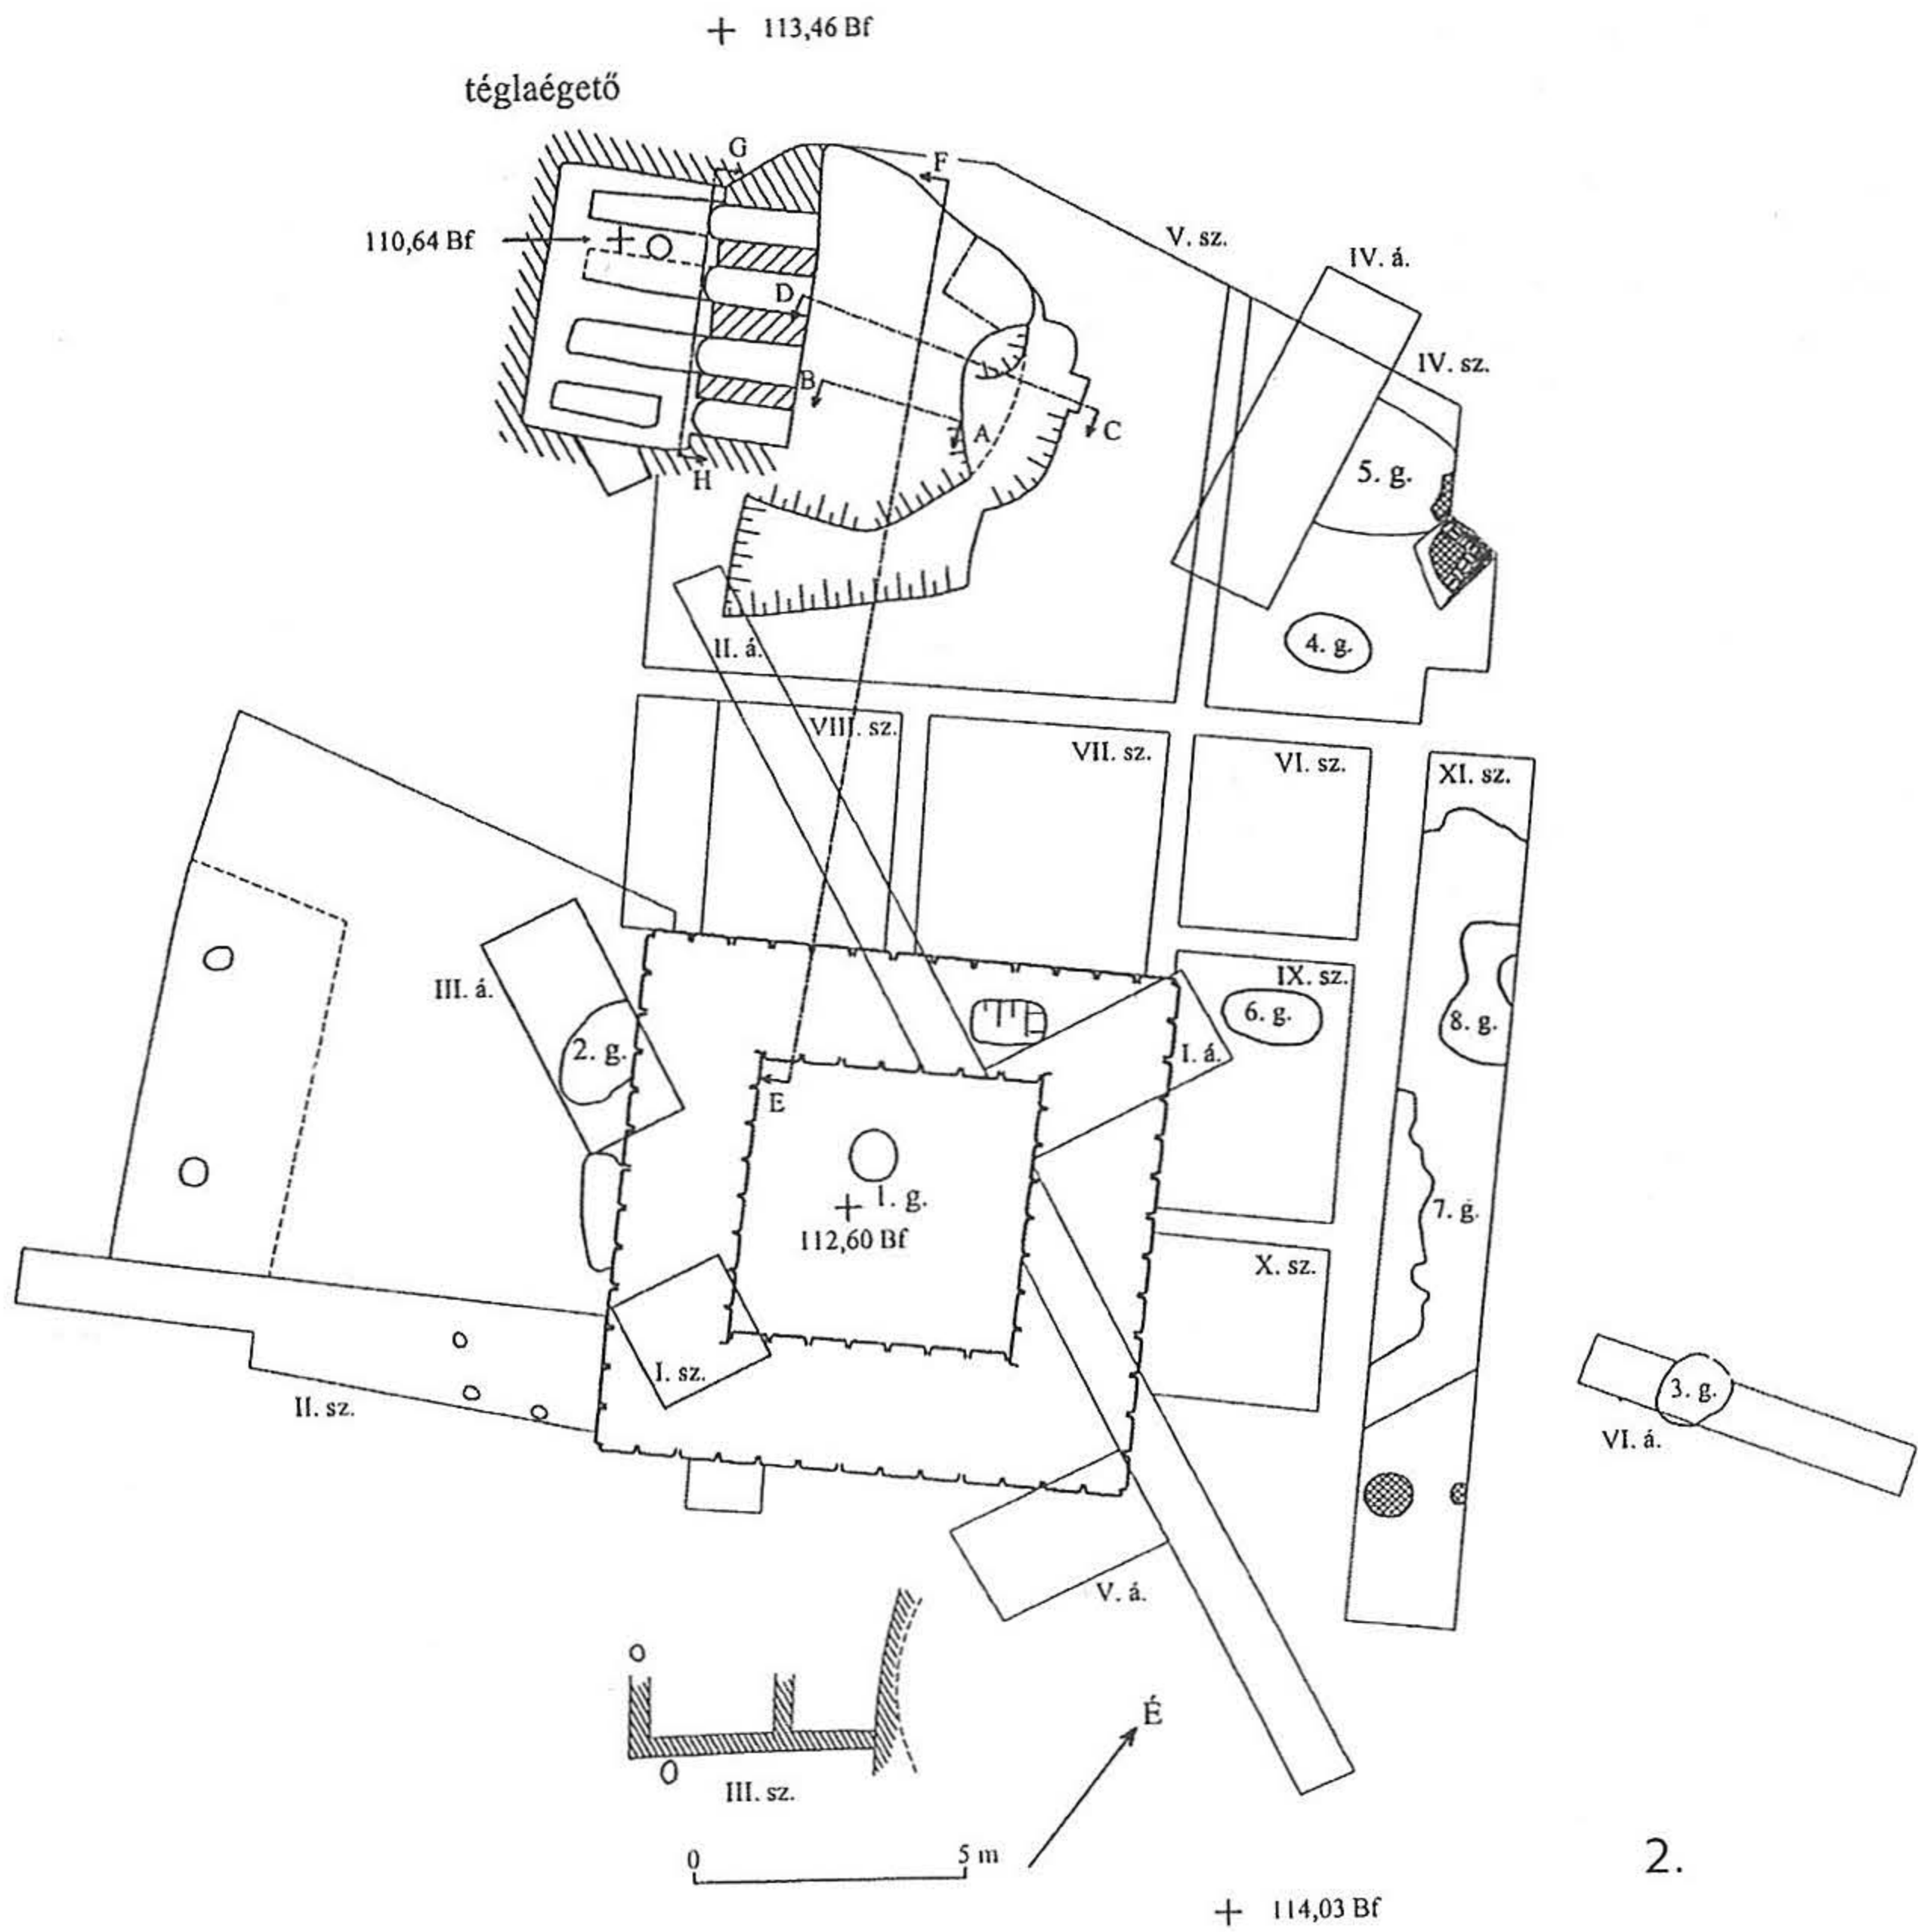 113,46 Bf
téglaégető
G
F
110,64 Bf
V. sz.
IV. á.
D
IV. sz.
B
A
C
5. g.
H
II. á.
4. g.
VIII. sz.
VII. sz.
VI. sz.
XI. sz.
III. á.
IX. sz.
6. g.
8. g.
2. g.
I. á.
E
1. g.
7. g.
112,60 Bf
X. sz.
I. sz.
3. g.
II. sz.
VI. á.
V. á.
É
III. sz.
0 5 m
2.
114,03 Bf